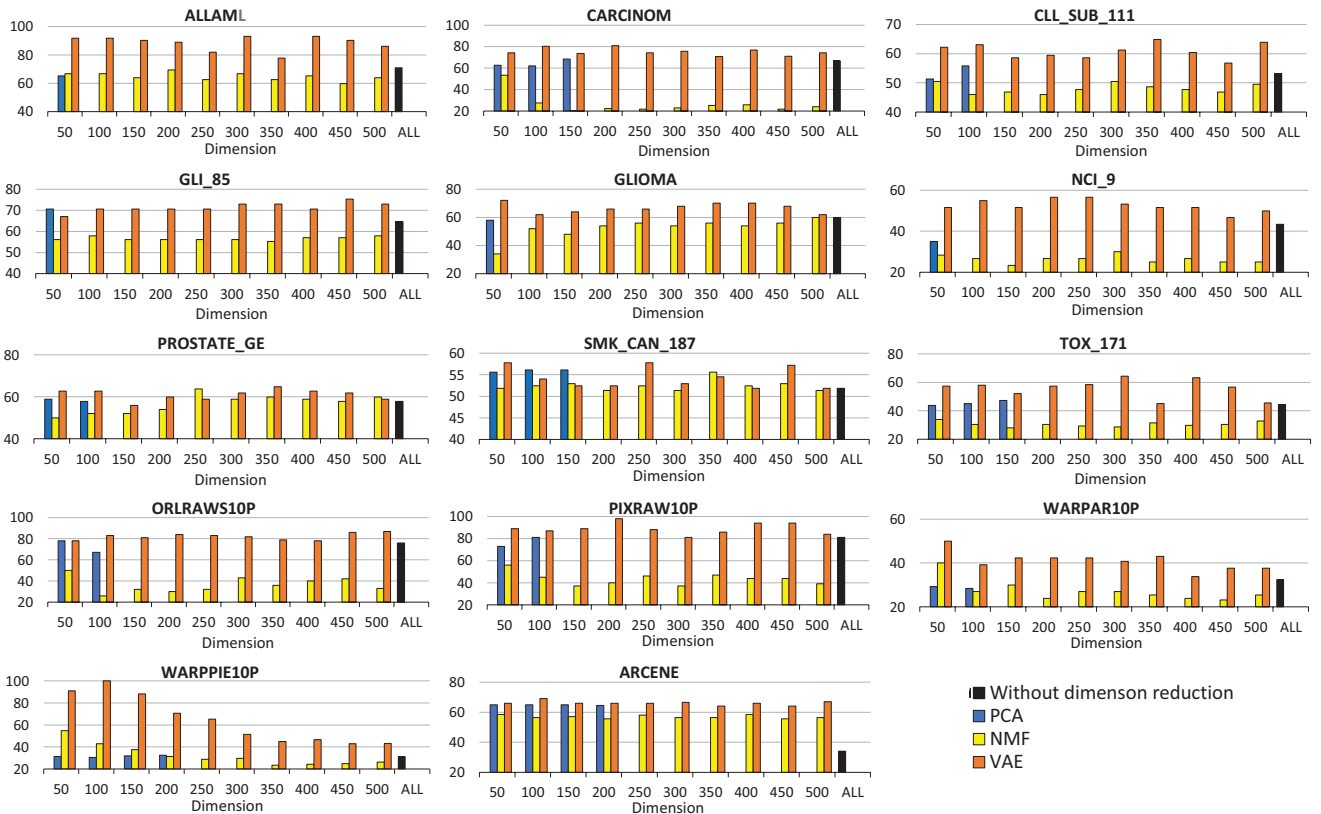 ALLAML
100
80
60
40
50 100 150 200 250 300 350 400 450 500 ALL
Dimension
CARCINOM
100
80
60
40
20
50 100 150 200 250 300 350 400 450 500 ALL
Dimension
CLL_SUB_111
70
60
50
40
50 100 150 200 250 300 350 400 450 500 ALL
Dimension
GLI_85
80
70
60
50
40
50 100 150 200 250 300 350 400 450 500 ALL
Dimension
GLIOMA
80
60
40
20
50 100 150 200 250 300 350 400 450 500 ALL
Dimension
NCI_9
60
40
20
50 100 150 200 250 300 350 400 450 500 ALL
Dimension
PROSTATE_GE
80
60
40
50 100 150 200 250 300 350 400 450 500 ALL
Dimension
SMK_CAN_187
60
55
50
45
40
50 100 150 200 250 300 350 400 450 500 ALL
Dimension
TOX_171
80
60
40
20
50 100 150 200 250 300 350 400 450 500 ALL
Dimension
ORLRAWS10P
100
80
60
40
20
50 100 150 200 250 300 350 400 450 500 ALL
Dimension
PIXRAW10P
100
80
60
40
20
50 100 150 200 250 300 350 400 450 500 ALL
Dimension
WARPAR10P
60
40
20
50 100 150 200 250 300 350 400 450 500 ALL
Dimension
WARPPIE10P
100
80
60
40
20
50 100 150 200 250 300 350 400 450 500 ALL
Dimension
ARCENE
80
60
40
20
50 100 150 200 250 300 350 400 450 500 ALL
Dimension
Without dimenson reduction
PCA
NMF
VAE